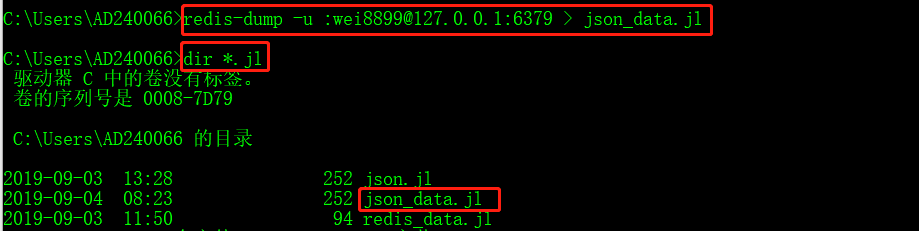 C:\Users\AD240066>redis-dump -u :wei8899@127.0.0.1:6379 > json_data.jl
C:\Users\AD240066>dir *.jl
驱动器 C 中的卷没有标签。
卷的序列号是 0008-7D79
C:\Users\AD240066 的目录
2019-09-03  13:28               252 json.jl
2019-09-04  08:23               252 json_data.jl
2019-09-03  11:50                94 redis_data.jl